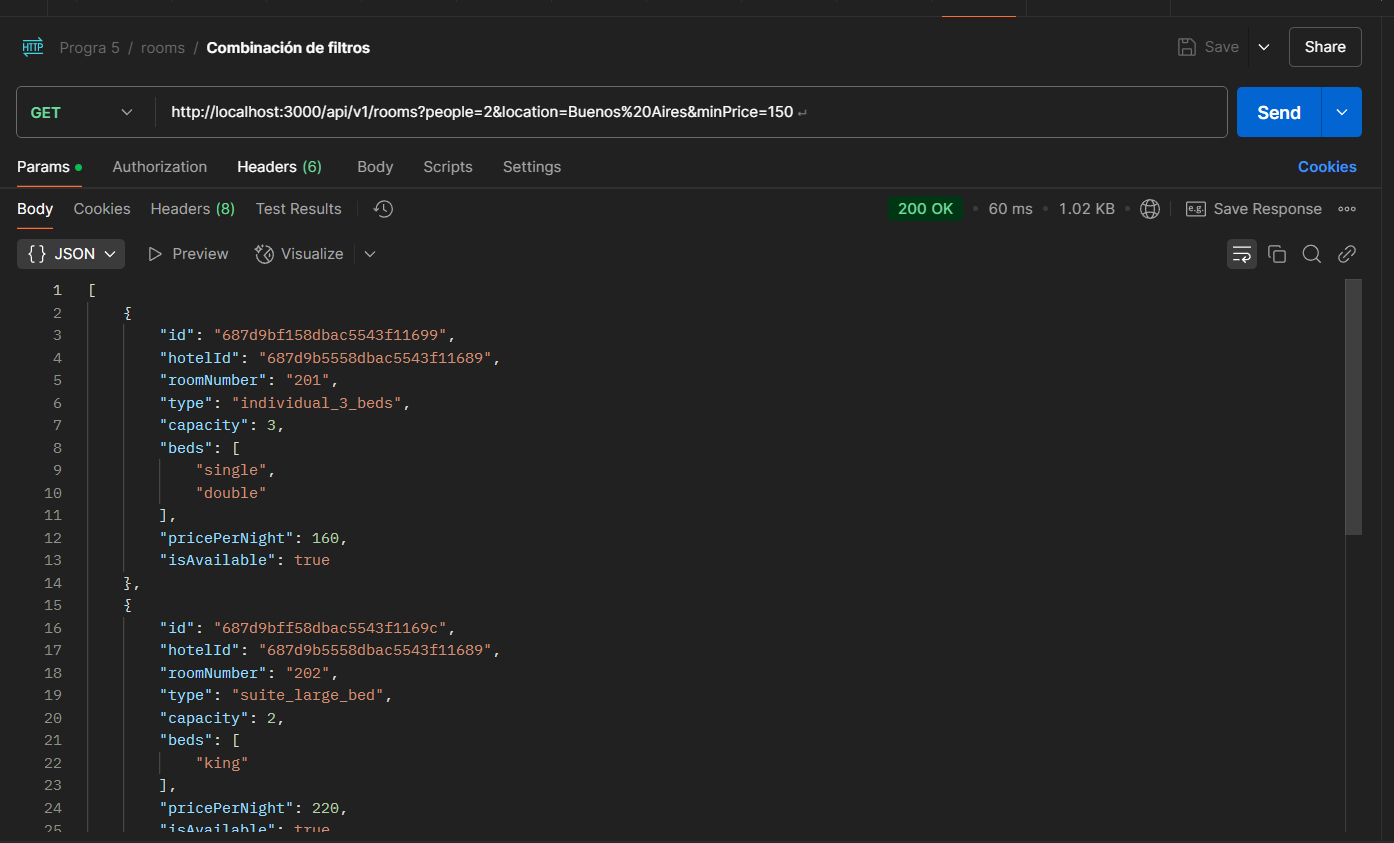 HTTP Progra 5 / rooms / Combinación de filtros Save Share
GET http://localhost:3000/api/v1/rooms?people=2&location=Buenos%20Aires&minPrice=150 Send
Params Authorization Headers (6) Body Scripts Settings Cookies
Body Cookies Headers (8) Test Results 200 OK 60 ms 1.02 KB e.g. Save Response
{} JSON Preview Visualize
1 [
2 {
3 "id": "687d9bf158dbac5543f11699",
4 "hotelId": "687d9b5558dbac5543f11689",
5 "roomNumber": "201",
6 "type": "individual_3_beds",
7 "capacity": 3,
8 "beds": [
9 "single",
10 "double"
11 ],
12 "pricePerNight": 160,
13 "isAvailable": true
14 },
15 {
16 "id": "687d9bff58dbac5543f1169c",
17 "hotelId": "687d9b5558dbac5543f11689",
18 "roomNumber": "202",
19 "type": "suite_large_bed",
20 "capacity": 2,
21 "beds": [
22 "king"
23 ],
24 "pricePerNight": 220,
25 "isAvailable": true